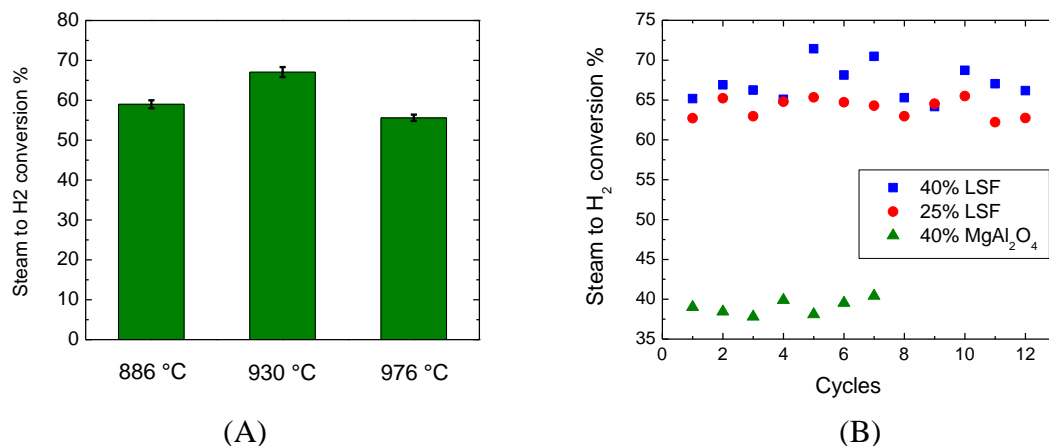 Steam to H2 conversion %
80
70
60
50
40
30
20
10
0
886 °C 930 °C 976 °C
(A)
Steam to H₂ conversion %
75
70
65
60
55
50
45
40
35
40% LSF
25% LSF
40% MgAl₂O₄
0 2 4 6 8 10 12
Cycles
(B)